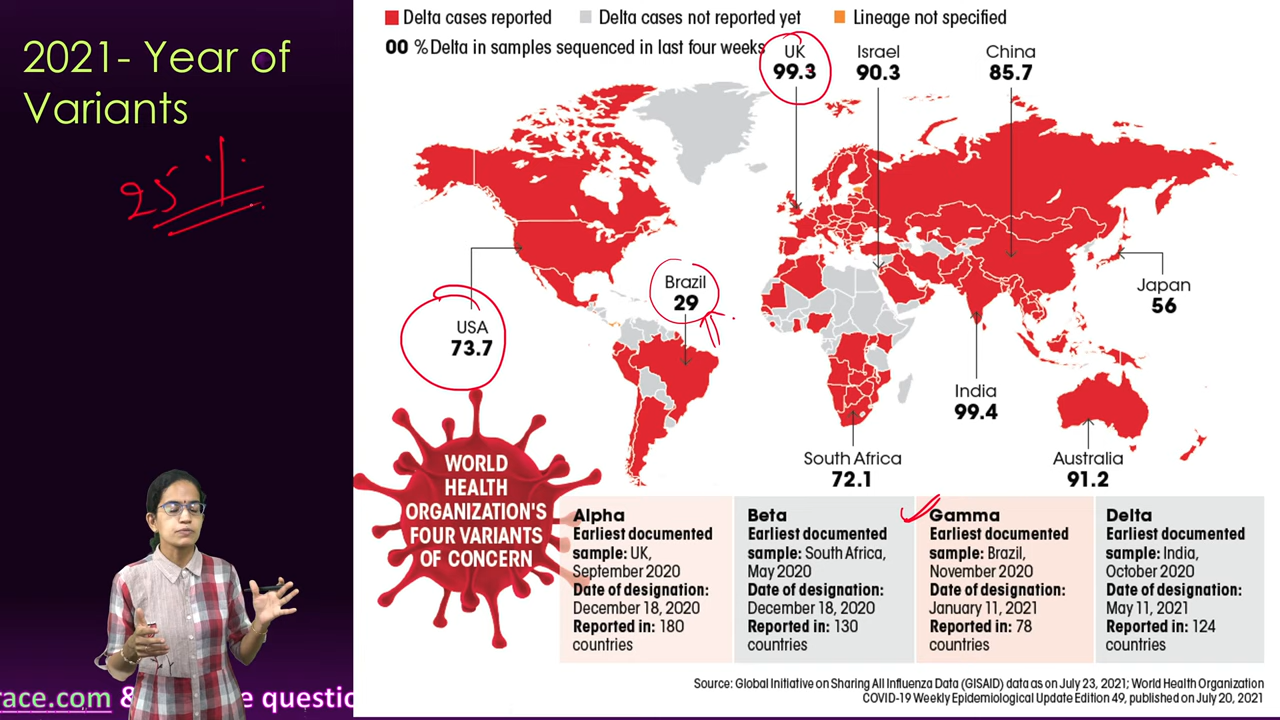 2021- Year of
Variants
25 %
Delta cases reported
Delta cases not reported yet
Lineage not specified
00 % Delta in samples sequenced in last four weeks
UK
99.3
Israel
90.3
China
85.7
Brazil
29
USA
73.7
Japan
56
India
99.4
South Africa
72.1
Australia
91.2
WORLD
HEALTH
ORGANIZATION'S
FOUR VARIANTS
OF CONCERN
Alpha
Earliest documented
sample: UK,
September 2020
Date of designation:
December 18, 2020
Reported in: 180
countries
Beta
Earliest documented
sample: South Africa,
May 2020
Date of designation:
December 18, 2020
Reported in: 130
countries
Gamma
Earliest documented
sample: Brazil,
November 2020
Date of designation:
January 11, 2021
Reported in: 78
countries
Delta
Earliest documented
sample: India,
October 2020
Date of designation:
May 11, 2021
Reported in: 124
countries
Source: Global Initiative on Sharing All Influenza Data (GISAID) data as on July 23, 2021; World Health Organization
COVID-19 Weekly Epidemiological Update Edition 49, published on July 20, 2021
race.com & e questio